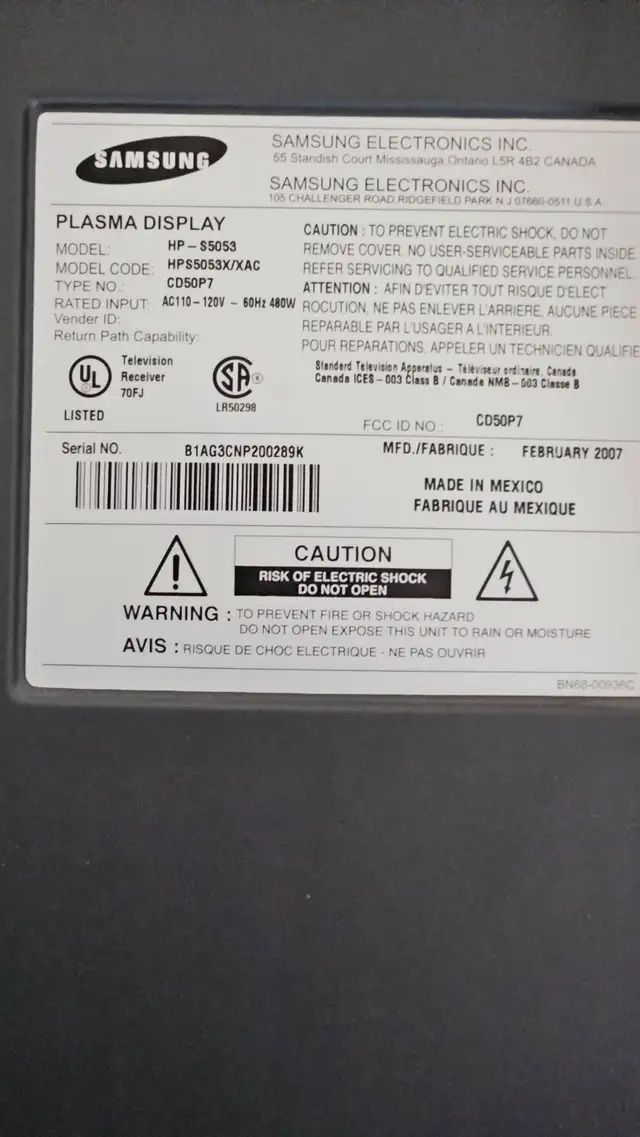 SAMSUNG
SAMSUNG ELECTRONICS INC.
55 Standish Court Mississauga, Ontario L5R 4B2 CANADA
SAMSUNG ELECTRONICS INC.
105 CHALLENGER ROAD, RIDGEFIELD PARK N J 07660-0511 U S A
PLASMA DISPLAY
MODEL: HP-S5053
MODEL CODE: HPS5053X/XAC
TYPE NO.: CD50P7
RATED INPUT: AC110-120V ~ 60Hz 480W
Vender ID:
Return Path Capability:
CAUTION : TO PREVENT ELECTRIC SHOCK, DO NOT
REMOVE COVER. NO USER-SERVICEABLE PARTS INSIDE.
REFER SERVICING TO QUALIFIED SERVICE PERSONNEL.
ATTENTION : AFIN D'EVITER TOUT RISQUE D'ELECT
ROCUTION, NE PAS ENLEVER L'ARRIERE, AUCUNE PIECE
REPARABLE PAR L'USAGER A L'INTERIEUR.
POUR REPARATIONS, APPELER UN TECHNICIEN QUALIFIE
UL
LISTED
Television
Receiver
70FJ
SA ®
LR50298
Standard Television Apparatus - Téléviseur ordinaire, Canada
Canada ICES-003 Class B / Canada NMB-003 Classe B
FCC ID NO : CD50P7
Serial NO. B1AG3CNP200289K
MFD./FABRIQUE : FEBRUARY 2007
MADE IN MEXICO
FABRIQUE AU MEXIQUE
CAUTION
RISK OF ELECTRIC SHOCK
DO NOT OPEN
WARNING : TO PREVENT FIRE OR SHOCK HAZARD
DO NOT OPEN EXPOSE THIS UNIT TO RAIN OR MOISTURE
AVIS : RISQUE DE CHOC ELECTRIQUE - NE PAS OUVRIR
BN68-00936C